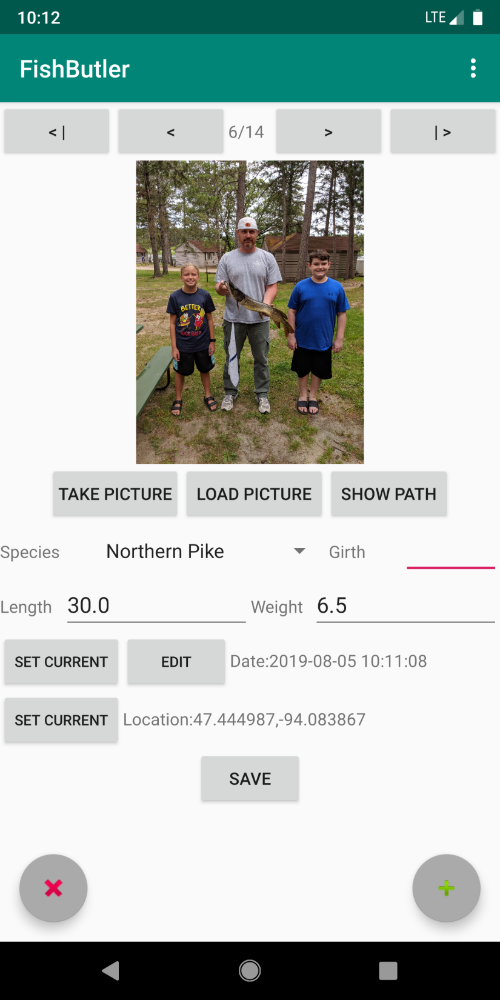 10:12 LTE
FishButler
<| < 6/14 > |>
BETTER
TOGETHER
TAKE PICTURE LOAD PICTURE SHOW PATH
Species Northern Pike Girth
Length 30.0 Weight 6.5
SET CURRENT EDIT Date:2019-08-05 10:11:08
SET CURRENT Location:47.444987,-94.083867
SAVE